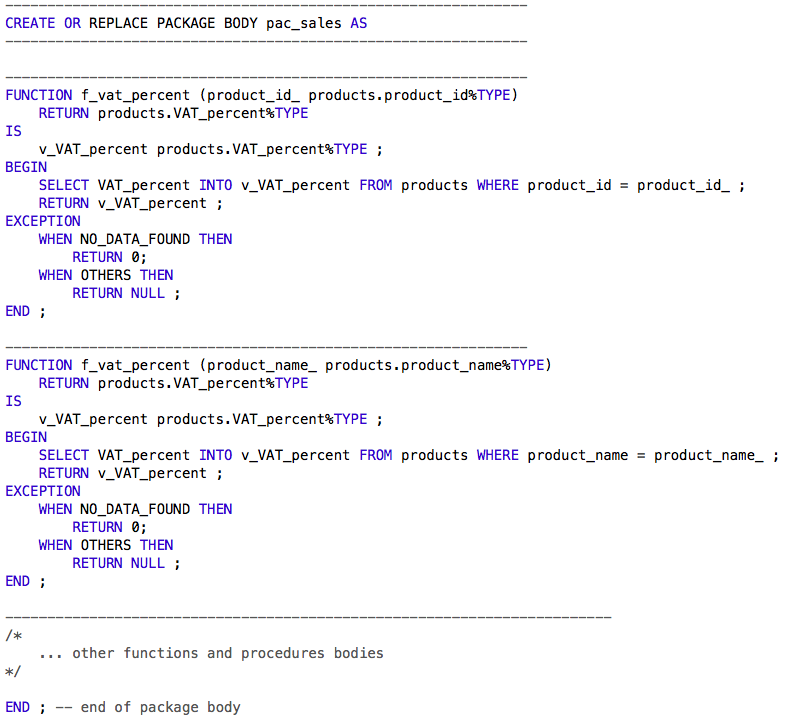 --------------------------------------------------------------
CREATE OR REPLACE PACKAGE BODY pac_sales AS
--------------------------------------------------------------

--------------------------------------------------------------
FUNCTION f_vat_percent (product_id_ products.product_id%TYPE)
    RETURN products.VAT_percent%TYPE
IS
    v_VAT_percent products.VAT_percent%TYPE ;
BEGIN
    SELECT VAT_percent INTO v_VAT_percent FROM products WHERE product_id = product_id_ ;
    RETURN v_VAT_percent ;
EXCEPTION
    WHEN NO_DATA_FOUND THEN
        RETURN 0;
    WHEN OTHERS THEN
        RETURN NULL ;
END ;

--------------------------------------------------------------
FUNCTION f_vat_percent (product_name_ products.product_name%TYPE)
    RETURN products.VAT_percent%TYPE
IS
    v_VAT_percent products.VAT_percent%TYPE ;
BEGIN
    SELECT VAT_percent INTO v_VAT_percent FROM products WHERE product_name = product_name_ ;
    RETURN v_VAT_percent ;
EXCEPTION
    WHEN NO_DATA_FOUND THEN
        RETURN 0;
    WHEN OTHERS THEN
        RETURN NULL ;
END ;

------------------------------------------------------------------------
/*
    ... other functions and procedures bodies
*/

END ; -- end of package body